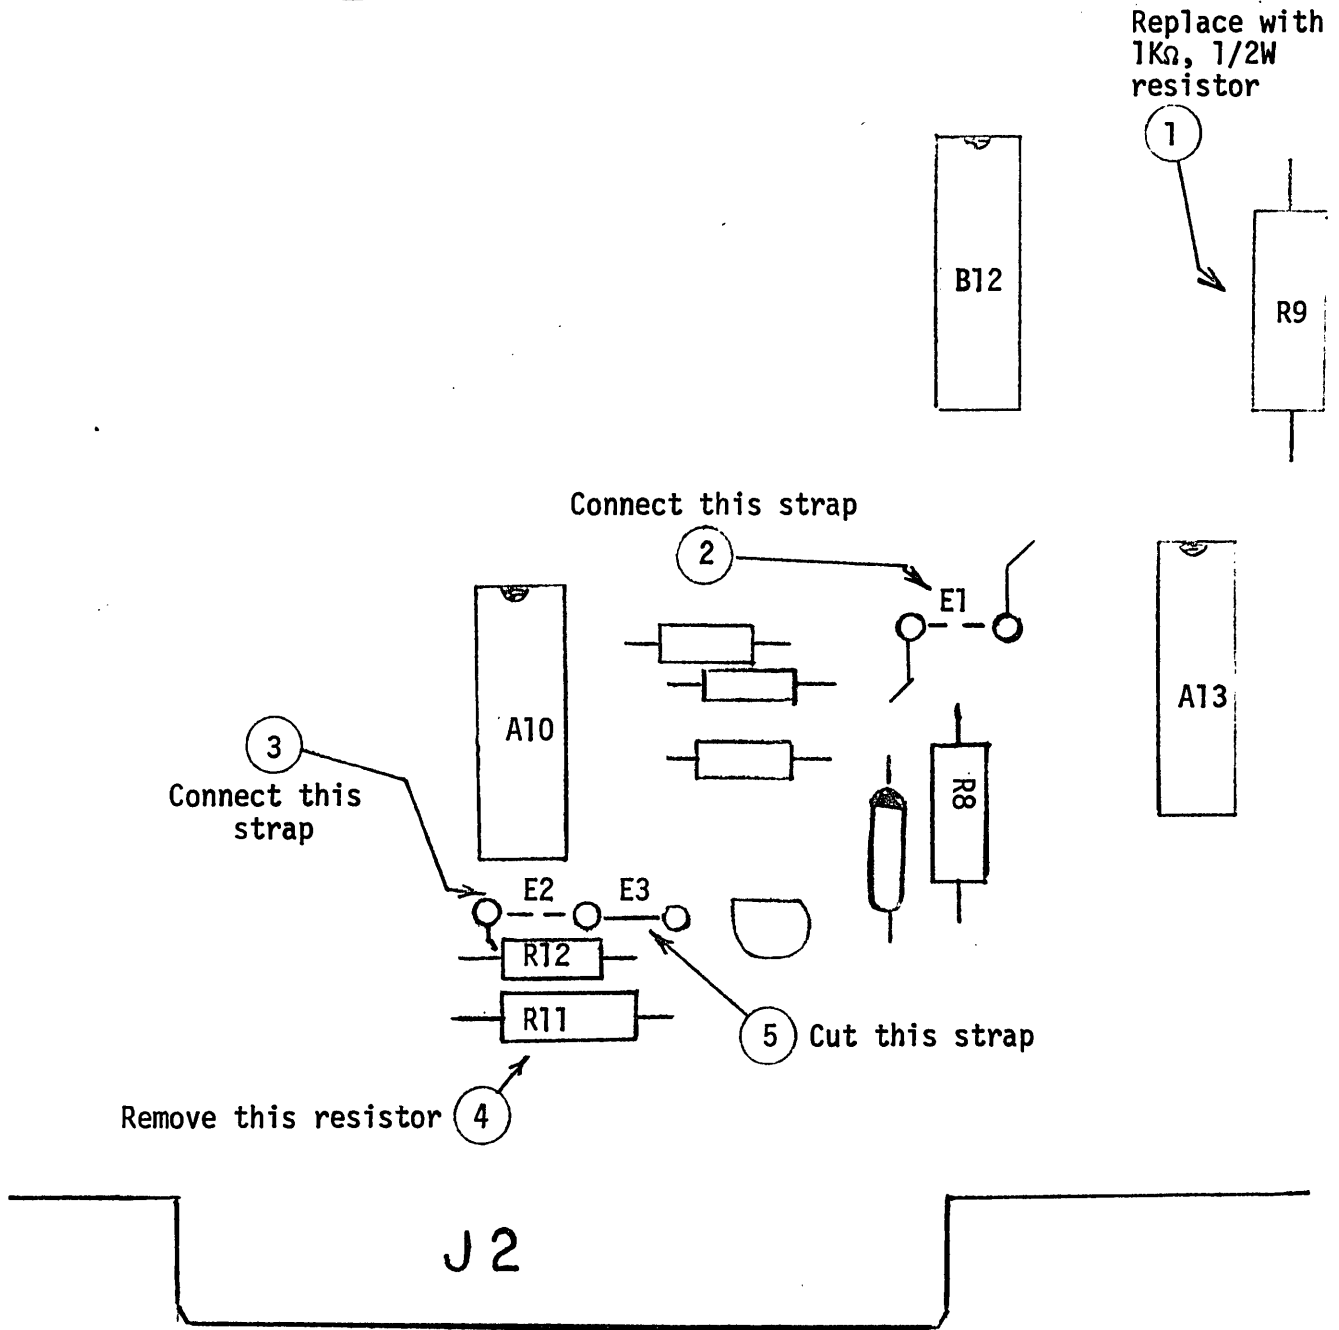 Replace with
1KΩ, 1/2W
resistor
1
B12
R9
Connect this strap
2
E1
A10
A13
3
Connect this
strap
R8
E2 E3
R12
R11
5 Cut this strap
Remove this resistor 4
J2